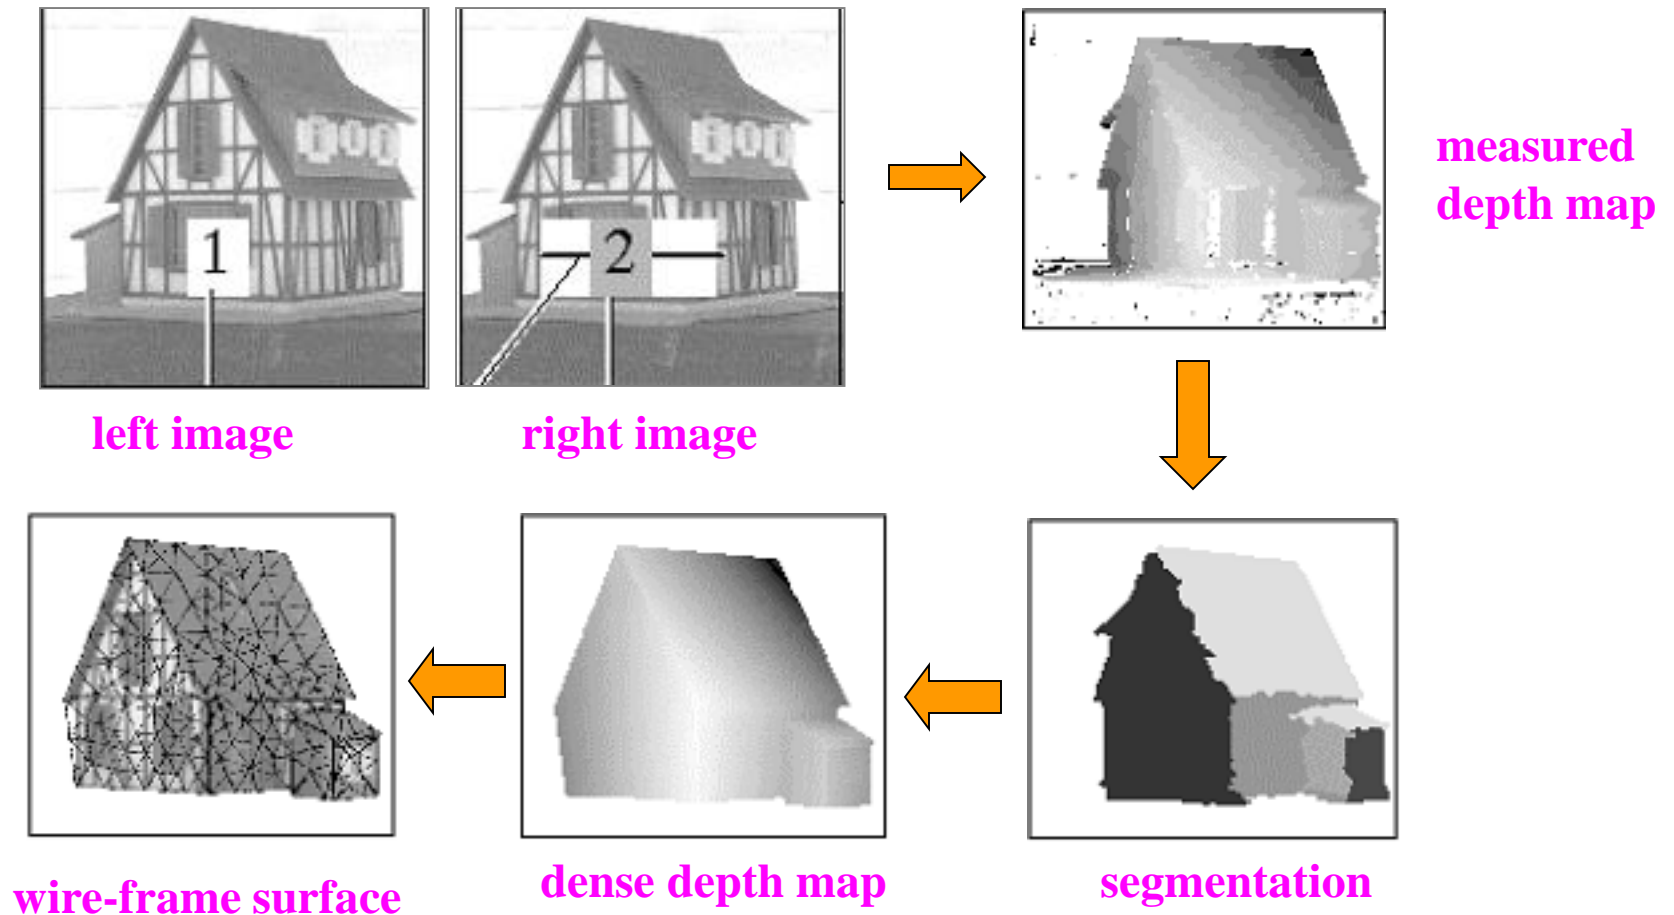 1
2
measured
depth map
left image
right image
wire-frame surface
dense depth map
segmentation